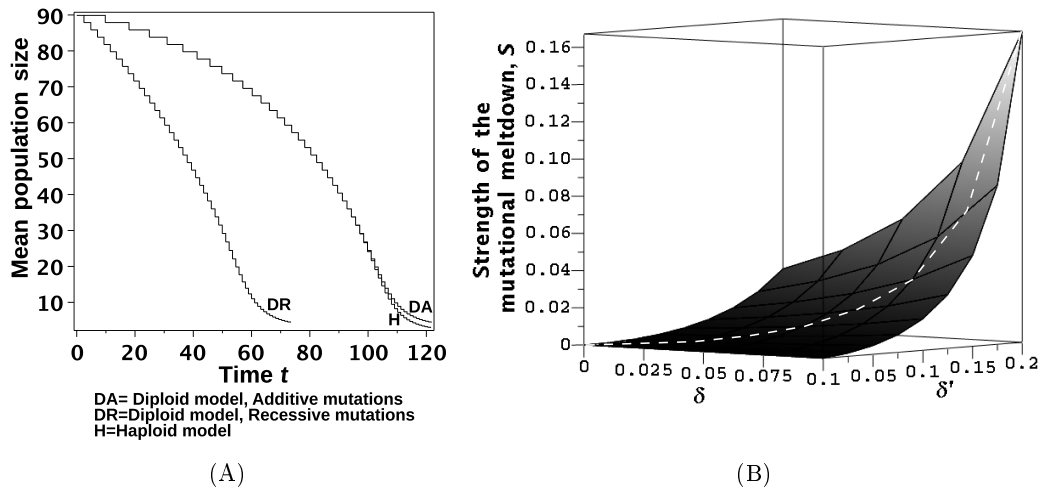 Mean population size
90
80
70
60
50
40
30
20
10
DR
H
DA
0
20
40
60
80
100
120
Time t
DA= Diploid model, Additive mutations
DR=Diploid model, Recessive mutations
H=Haploid model
(A)
Strength of the
mutational meltdown, S
0.16
0.14
0.12
0.10
0.08
0.06
0.04
0.02
0
0
0.025
0.05
0.075
0.1
δ
0.05
0.1
0.15
0.2
δ'
(B)